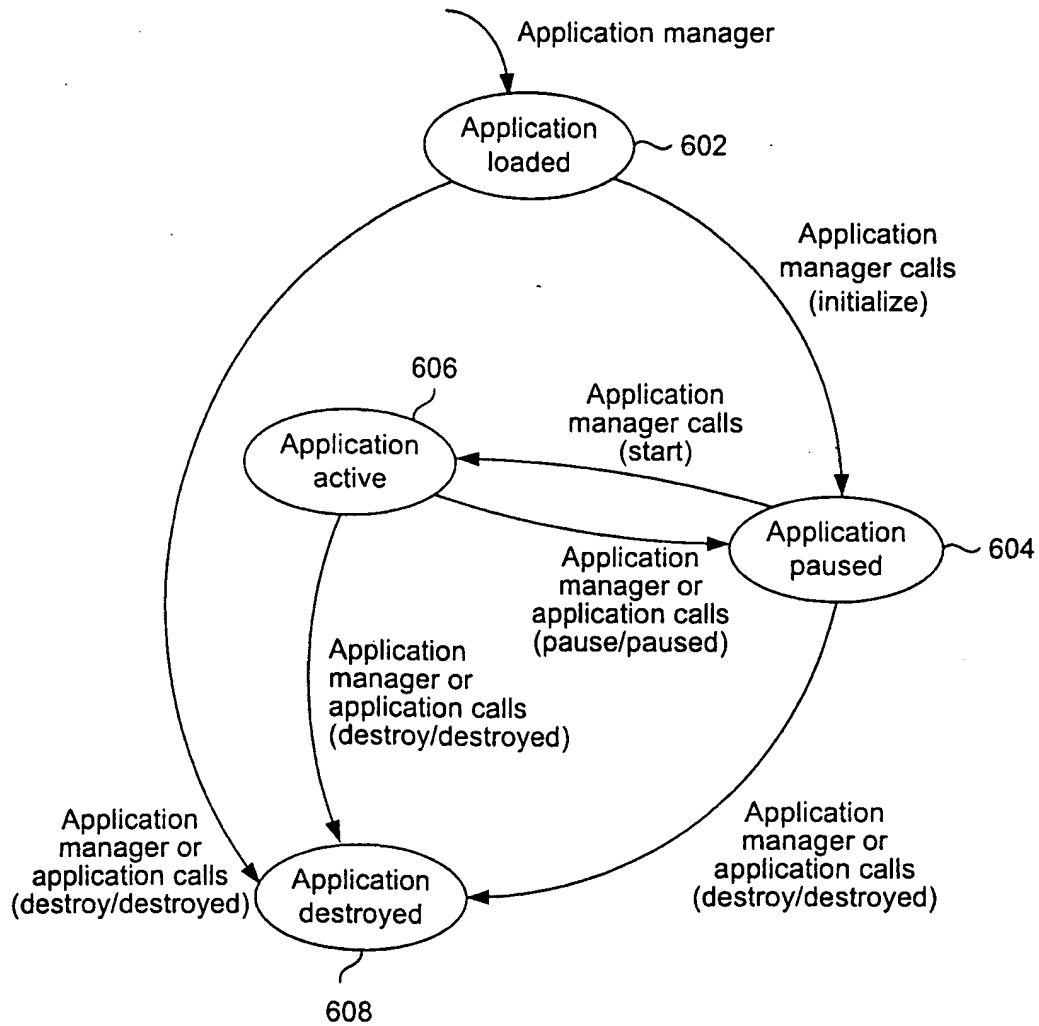 Application manager
Application
loaded
602
Application
manager calls
(initialize)
606
Application
manager calls
(start)
Application
active
Application
paused
604
Application
manager or
application calls
(pause/paused)
Application
manager or
application calls
(destroy/destroyed)
Application
manager or
application calls
(destroy/destroyed)
Application
manager or
application calls
(destroy/destroyed)
Application
destroyed
608